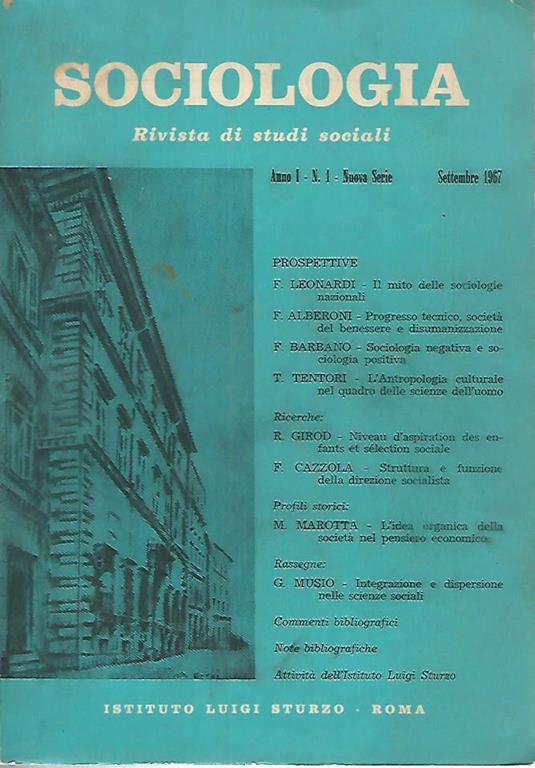 SOCIOLOGIA
Rivista di studi sociali
Anno I - N. 1 - Nuova Serie Settembre 1967
PROSPETTIVE
F. LEONARDI - Il mito delle sociologie
nazionali
F. ALBERONI - Progresso tecnico, società
del benessere e disumanizzazione
F. BARBANO - Sociologia negativa e so-
ciologia positiva
T. TENTORI - L'Antropologia culturale
nel quadro delle scienze dell'uomo
Ricerche:
R. GIROD - Niveau d'aspiration des en-
fants et sélection sociale
F. CAZZOLA - Struttura e funzione
della direzione socialista
Profili storici:
M. MAROTTA - L'idea organica della
società nel pensiero economico
Rassegne:
G. MUSIO - Integrazione e dispersione
nelle scienze sociali
Commenti bibliografici
Note bibliografiche
Attività dell'Istituto Luigi Sturzo
ISTITUTO LUIGI STURZO - ROMA